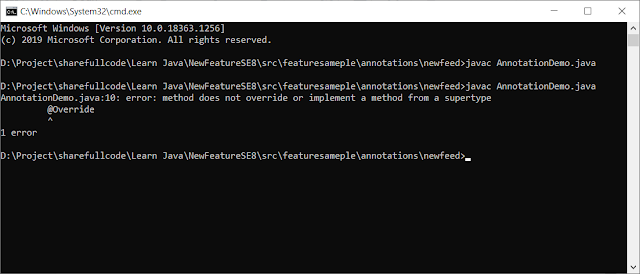 C:\Windows\System32\cmd.exe
Microsoft Windows [Version 10.0.18363.1256]
(c) 2019 Microsoft Corporation. All rights reserved.
D:\Project\sharefullcode\Learn Java\NewFeatureSE8\src\featuresameple\annotations\newfeed>javac AnnotationDemo.java
D:\Project\sharefullcode\Learn Java\NewFeatureSE8\src\featuresameple\annotations\newfeed>javac AnnotationDemo.java
AnnotationDemo.java:10: error: method does not override or implement a method from a supertype
@Override
^
1 error
D:\Project\sharefullcode\Learn Java\NewFeatureSE8\src\featuresameple\annotations\newfeed>